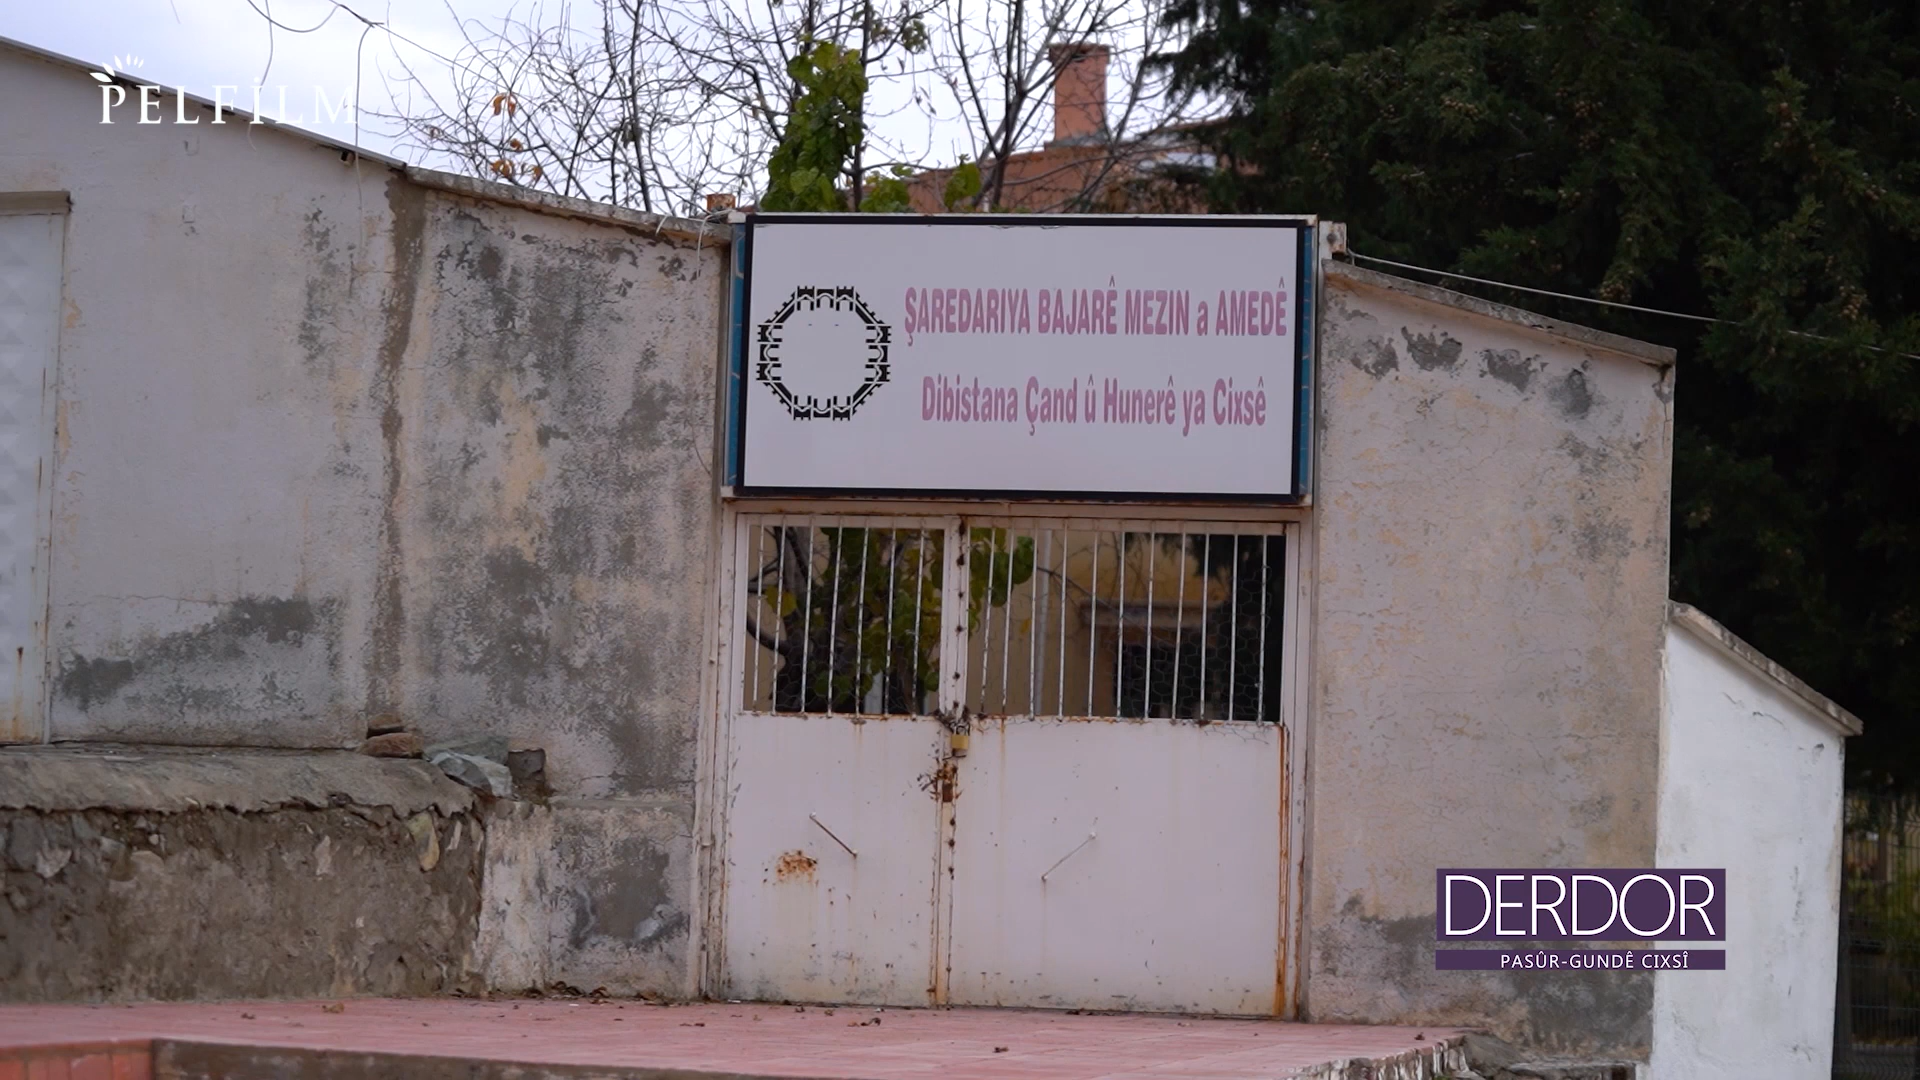 PELFİLM
ŞAREDARIYA BAJARÊ MEZIN a AMEDÊ
Dibistana Çand û Hunerê ya Cixsê
DERDOR
PASÛR-GUNDÊ CIXSÎ